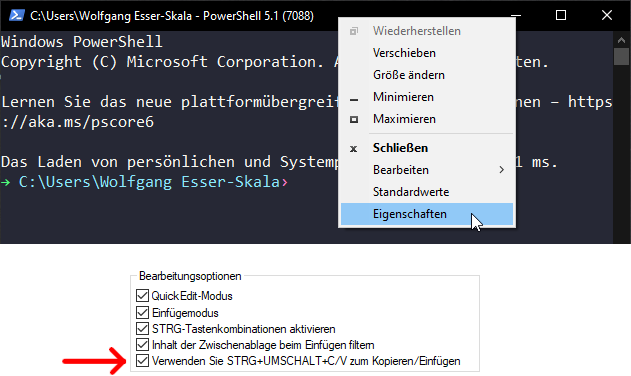 C:\Users\Wolfgang Esser-Skala - PowerShell 5.1 (7088)
Windows PowerShell
Copyright (C) Microsoft Corporation. A ten.
Lernen Sie das neue plattformübergreif nen – https
://aka.ms/pscore6
Das Laden von persönlichen und Systemp 1 ms.
→ C:\Users\Wolfgang Esser-Skala›
Wiederherstellen
Verschieben
Größe ändern
Minimieren
Maximieren
Schließen
Bearbeiten
Standardwerte
Eigenschaften
Bearbeitungsoptionen
QuickEdit-Modus
Einfügemodus
STRG-Tastenkombinationen aktivieren
Inhalt der Zwischenablage beim Einfügen filtern
Verwenden Sie STRG+UMSCHALT+C/V zum Kopieren/Einfügen